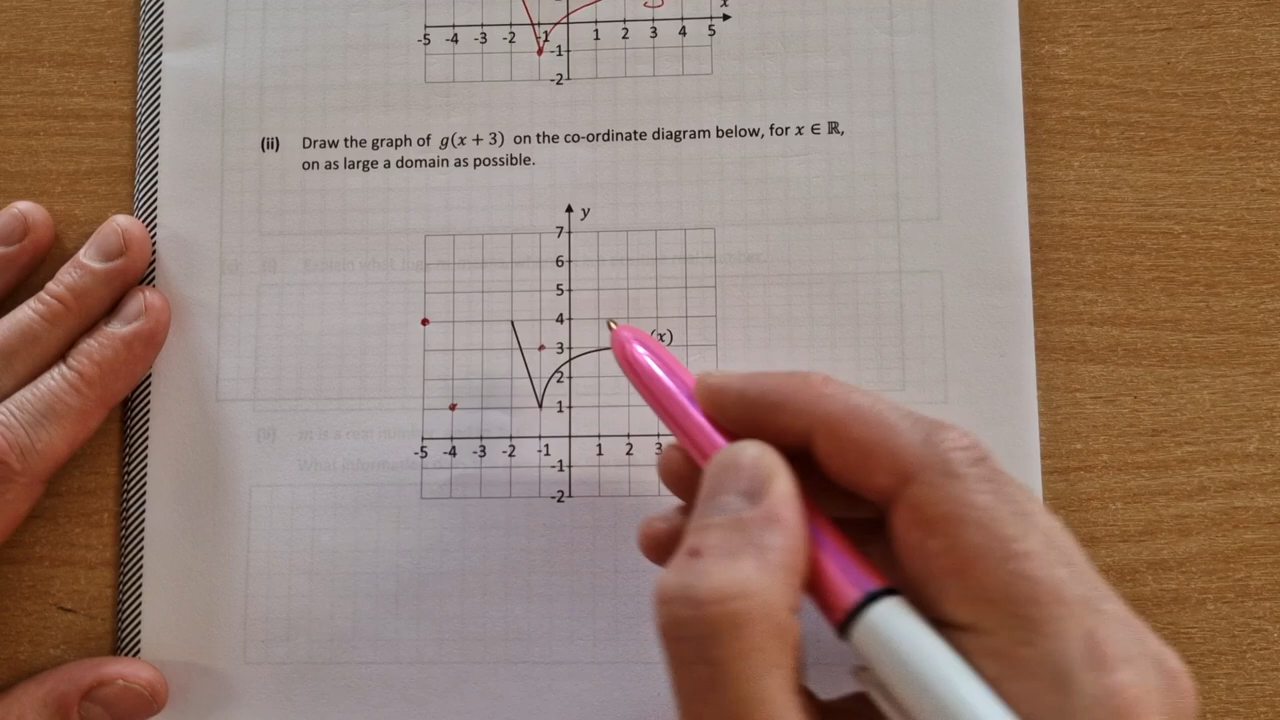 x
-5 -4 -3 -2 -1 1 2 3 4 5
-1
-2
(ii) Draw the graph of g(x + 3) on the co-ordinate diagram below, for x ∈ ℝ,
on as large a domain as possible.
y
7
6
5
4
(x)
3
2
1
-5 -4 -3 -2 -1 1 2 3
-1
-2